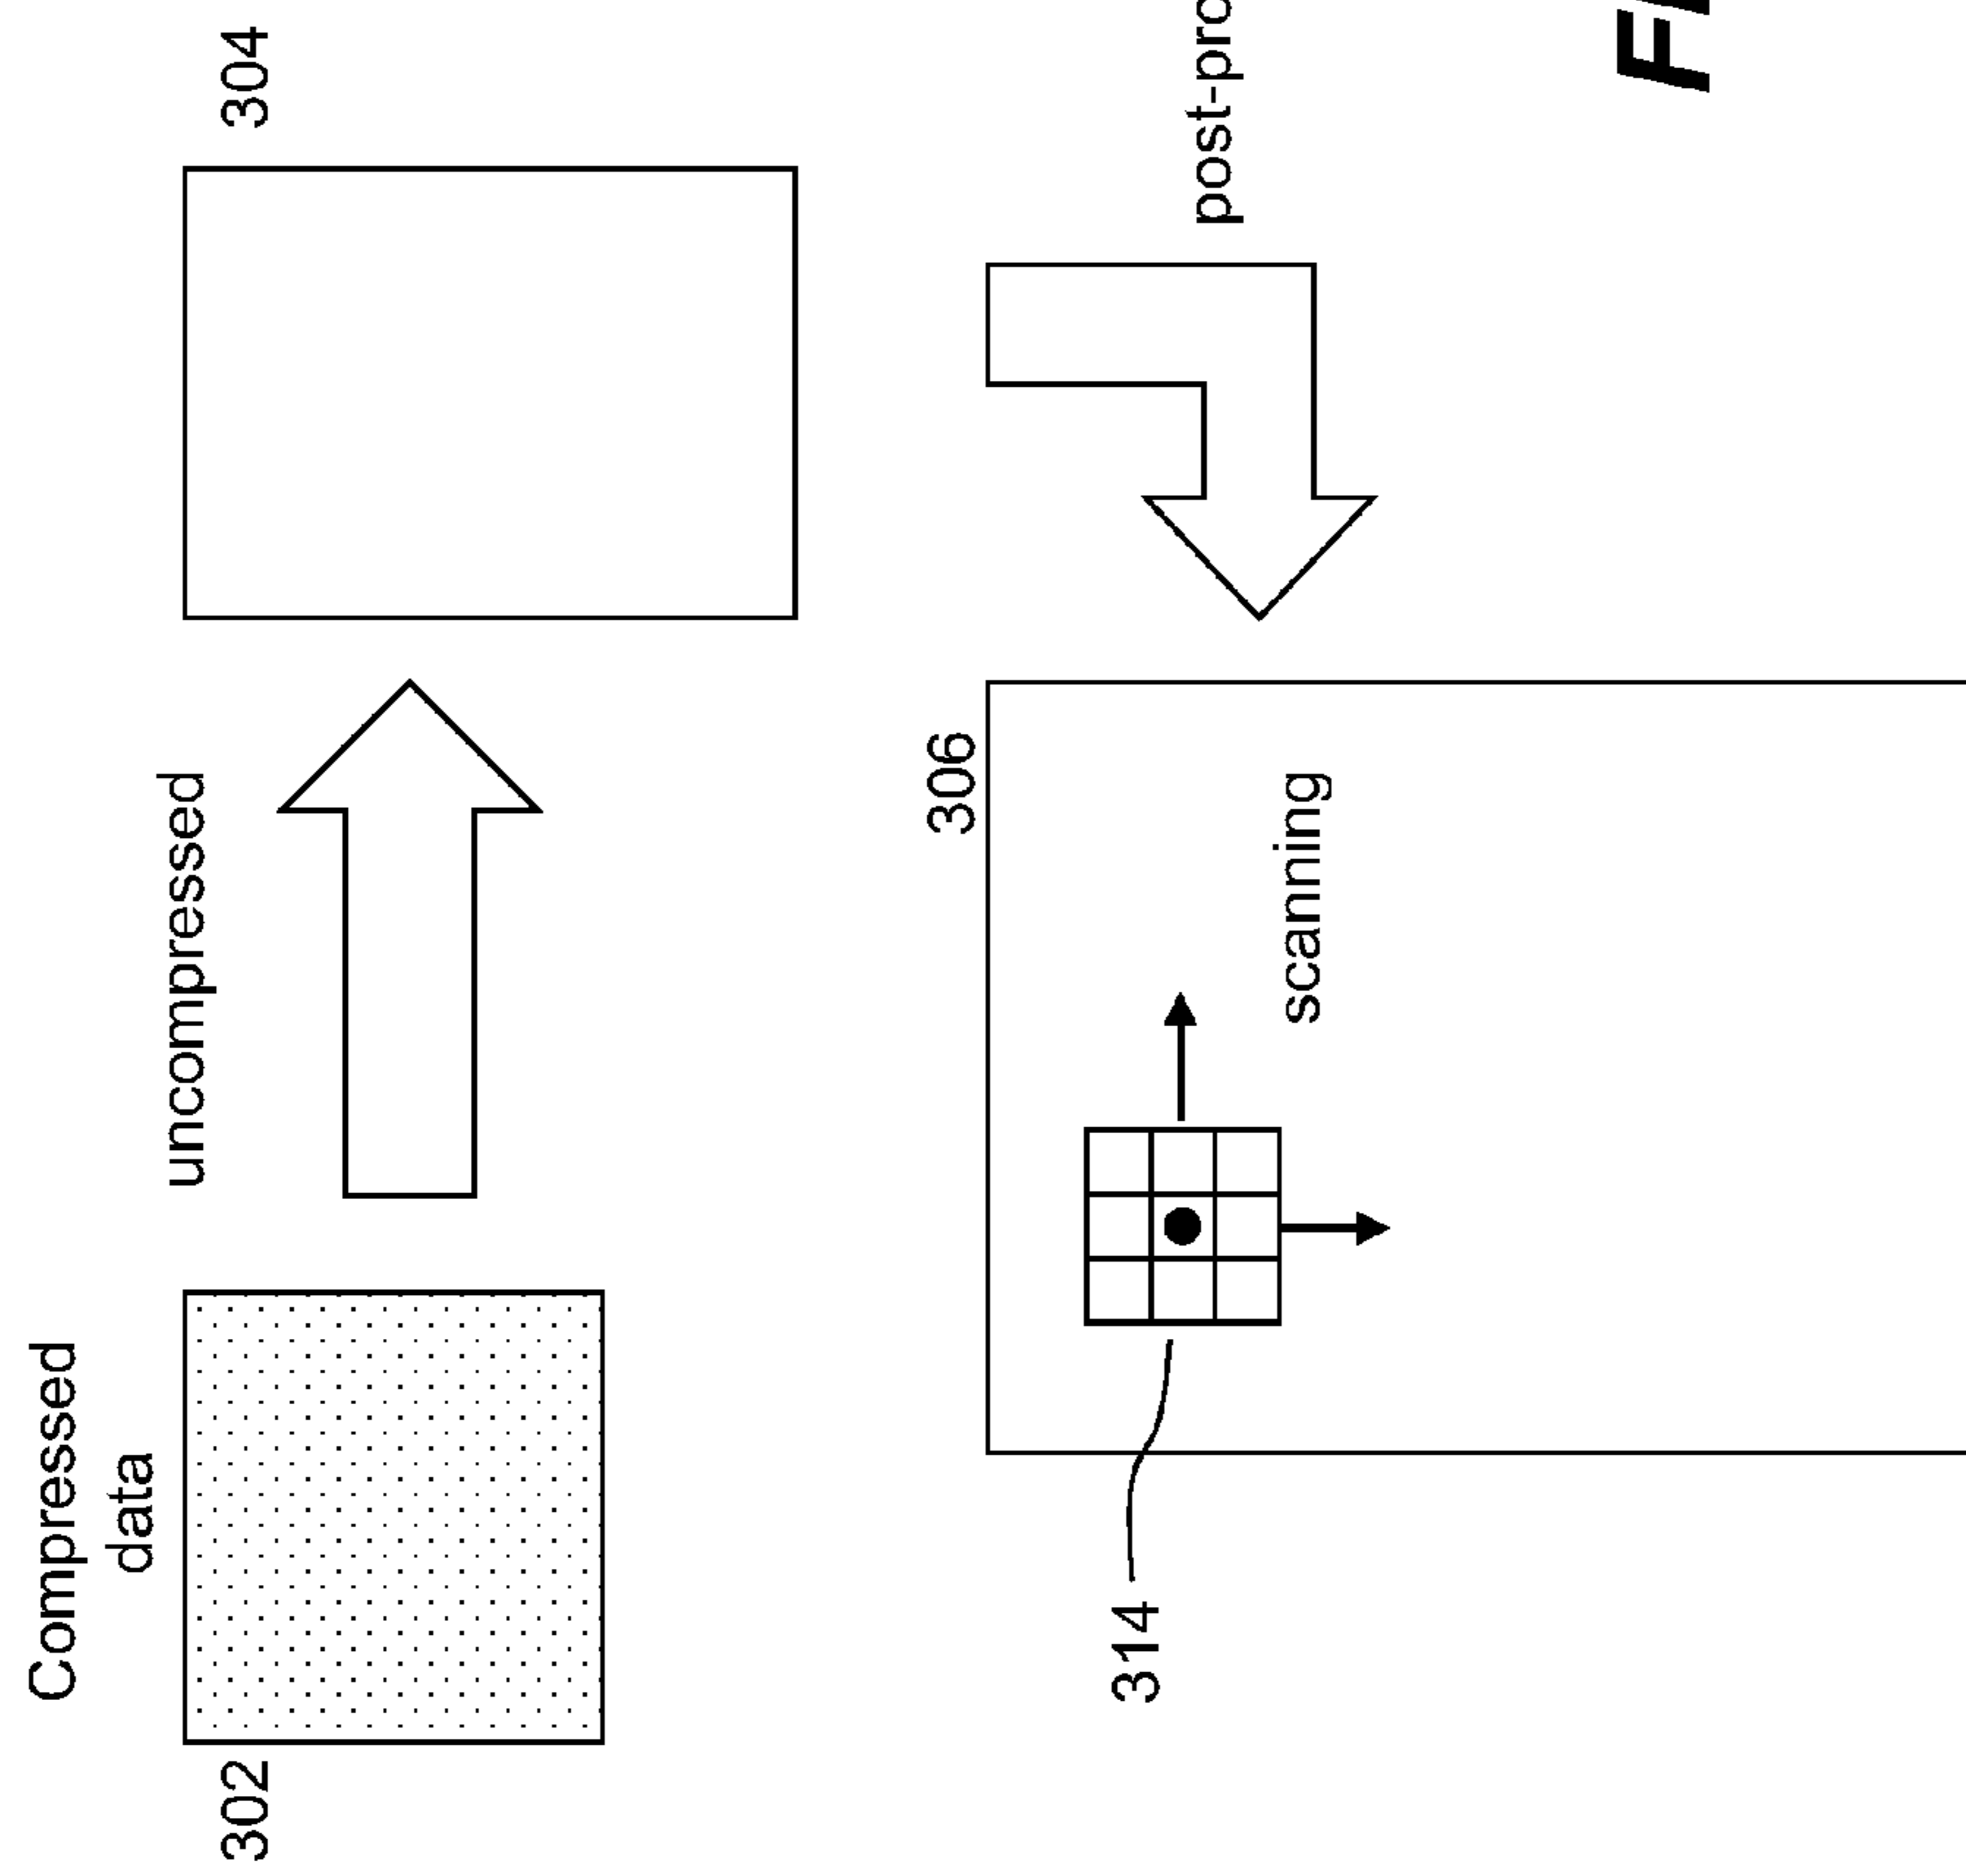 Compressed
data
uncompressed
302
304
306
scanning
post-pro
314
FI